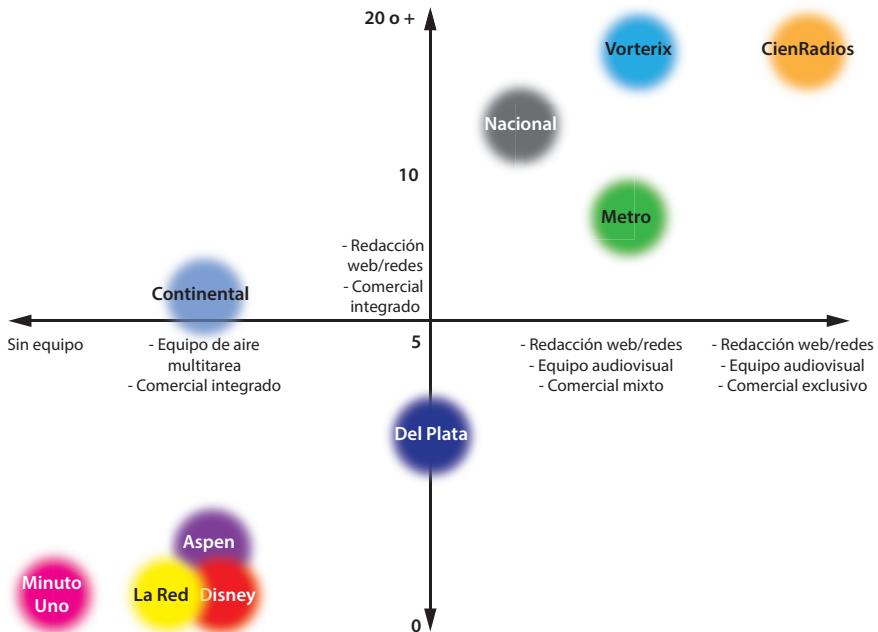 20 o +
Vorterix
CienRadios
Nacional
10
Metro
- Redacción
web/redes
- Comercial
integrado
Continental
Sin equipo
- Equipo de aire
multitarea
- Comercial integrado
5
- Redacción web/redes
- Equipo audiovisual
- Comercial mixto
- Redacción web/redes
- Equipo audiovisual
- Comercial exclusivo
Del Plata
Aspen
Minuto
Uno
La Red
Disney
0